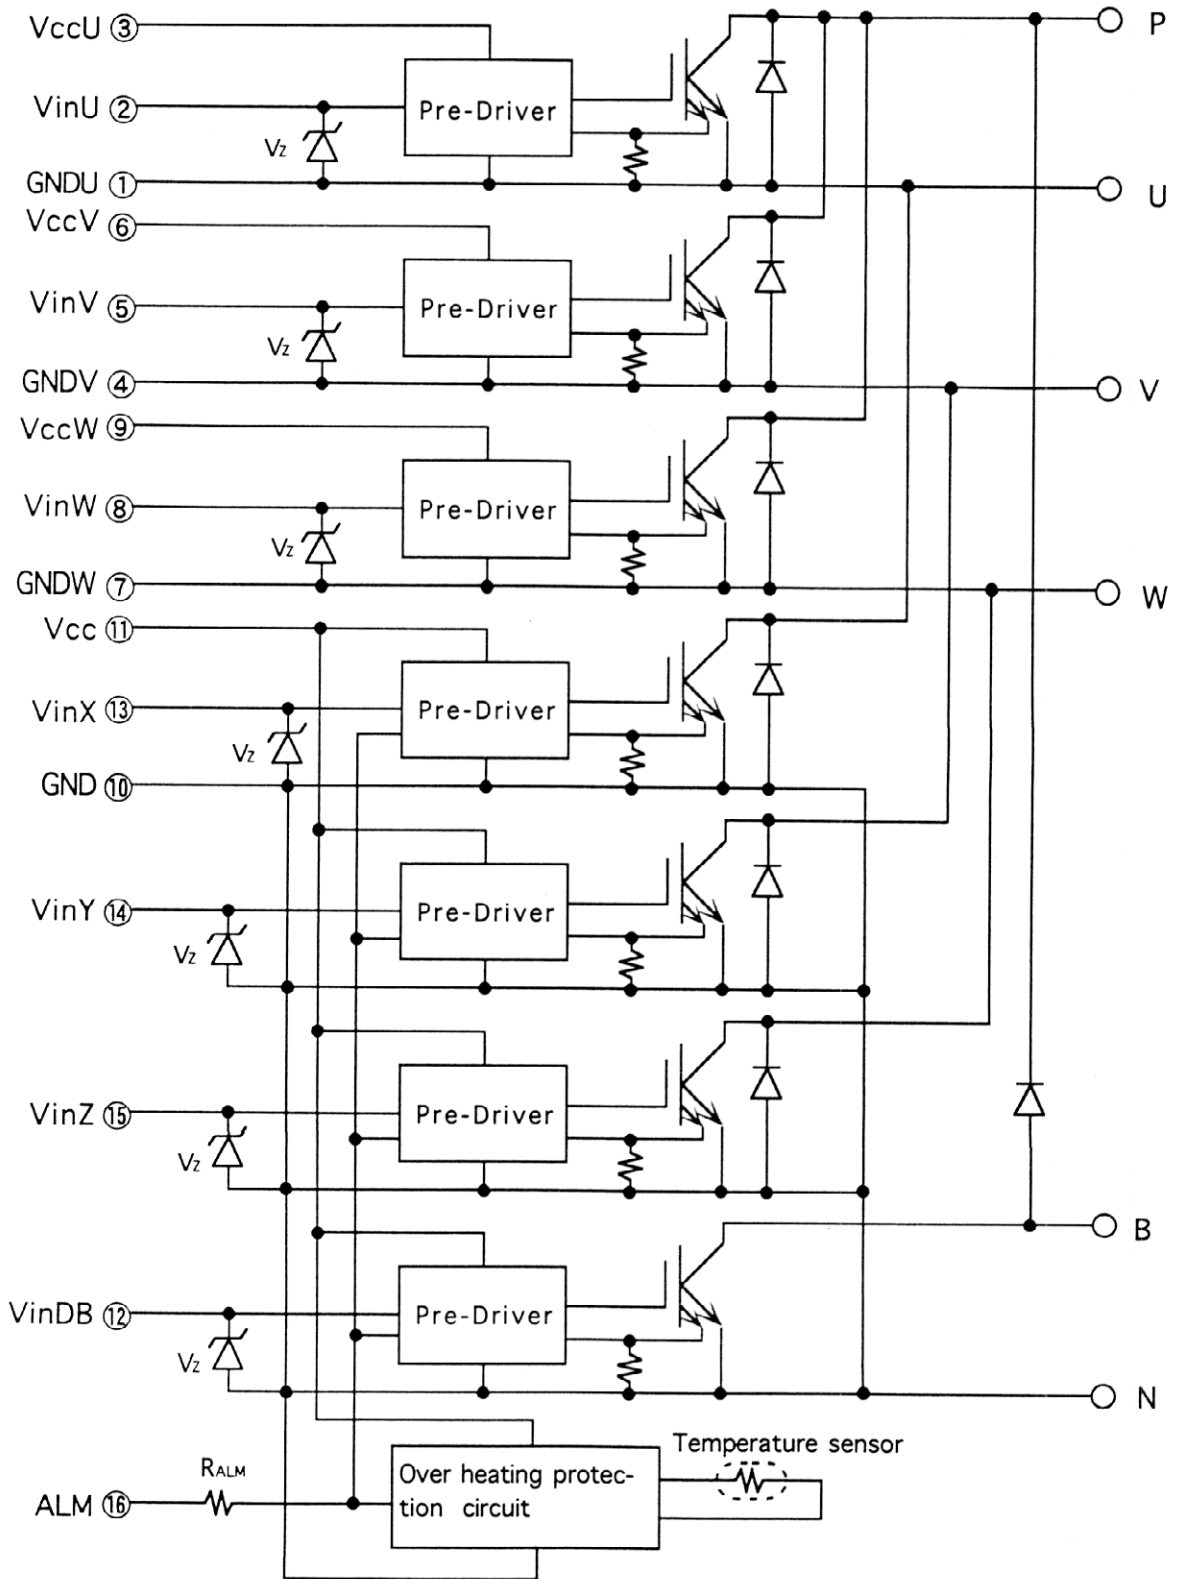 VccU ③
P
VinU ②
Pre-Driver
Vz
GNDU ①
U
VccV ⑥
VinV ⑤
Pre-Driver
Vz
GNDV ④
V
VccW ⑨
VinW ⑧
Pre-Driver
Vz
GNDW ⑦
W
Vcc ⑪
VinX ⑬
Pre-Driver
Vz
GND ⑩
VinY ⑭
Pre-Driver
Vz
VinZ ⑮
Pre-Driver
Vz
B
VinDB ⑫
Pre-Driver
Vz
N
Temperature sensor
RALM
Over heating protec-
tion circuit
ALM ⑯